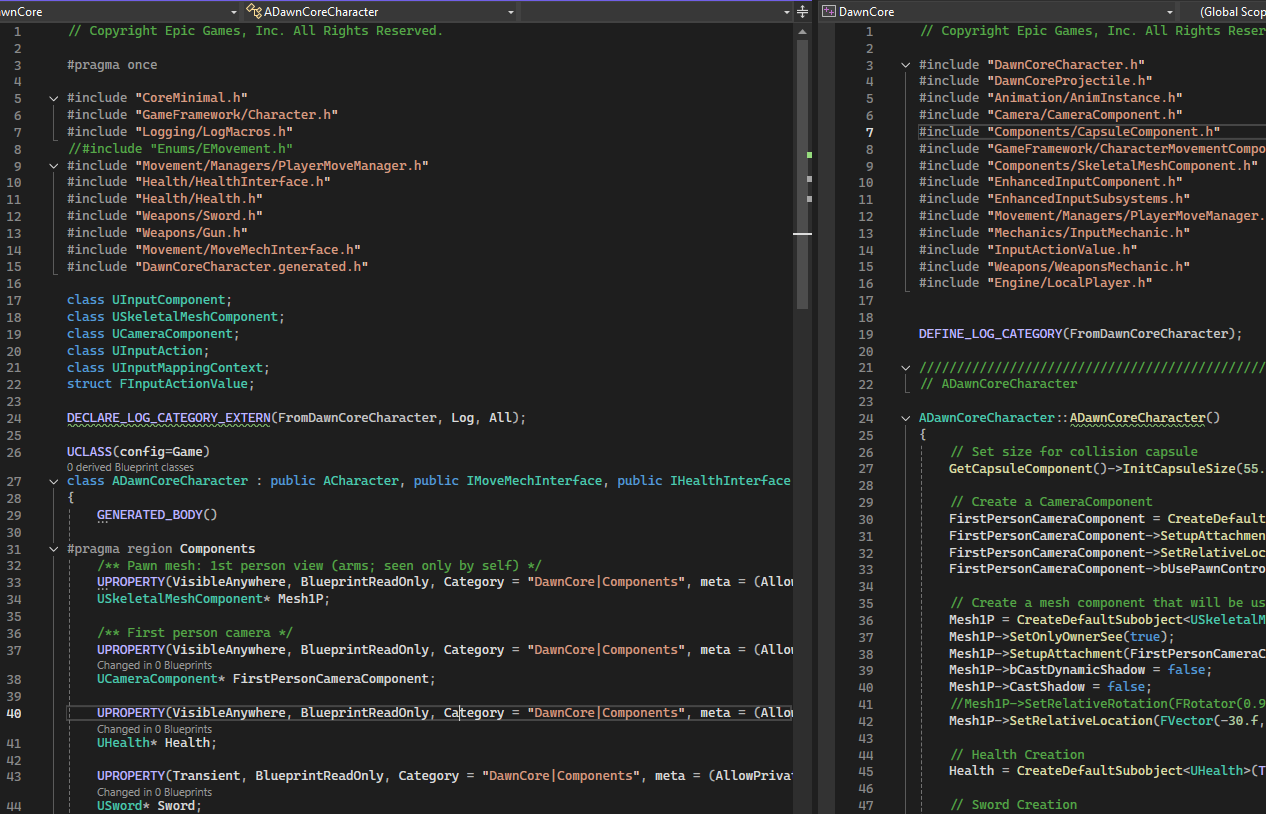 wnCore
ADawnCoreCharacter
1 // Copyright Epic Games, Inc. All Rights Reserved.
2
3 #pragma once
4
5 #include "CoreMinimal.h"
6 #include "GameFramework/Character.h"
7 #include "Logging/LogMacros.h"
8 //#include "Enums/EMovement.h"
9 #include "Movement/Managers/PlayerMoveManager.h"
10 #include "Health/HealthInterface.h"
11 #include "Health/Health.h"
12 #include "Weapons/Sword.h"
13 #include "Weapons/Gun.h"
14 #include "Movement/MoveMechInterface.h"
15 #include "DawnCoreCharacter.generated.h"
16
17 class UInputComponent;
18 class USkeletalMeshComponent;
19 class UCameraComponent;
20 class UInputAction;
21 class UInputMappingContext;
22 struct FInputActionValue;
23
24 DECLARE_LOG_CATEGORY_EXTERN(FromDawnCoreCharacter, Log, All);
25
26 UCLASS(config=Game)
0 derived Blueprint classes
27 class ADawnCoreCharacter : public ACharacter, public IMoveMechInterface, public IHealthInterface
28 {
29 GENERATED_BODY()
30
31 #pragma region Components
32 /** Pawn mesh: 1st person view (arms; seen only by self) */
33 UPROPERTY(VisibleAnywhere, BlueprintReadOnly, Category = "DawnCore|Components", meta = (Allow
34 USkeletalMeshComponent* Mesh1P;
35
36 /** First person camera */
37 UPROPERTY(VisibleAnywhere, BlueprintReadOnly, Category = "DawnCore|Components", meta = (Allow
Changed in 0 Blueprints
38 UCameraComponent* FirstPersonCameraComponent;
39
40 UPROPERTY(VisibleAnywhere, BlueprintReadOnly, Category = "DawnCore|Components", meta = (Allow
Changed in 0 Blueprints
41 UHealth* Health;
42
43 UPROPERTY(Transient, BlueprintReadOnly, Category = "DawnCore|Components", meta = (AllowPrivat
Changed in 0 Blueprints
44 USword* Sword;
DawnCore
(Global Scop
1 // Copyright Epic Games, Inc. All Rights Reser
2
3 #include "DawnCoreCharacter.h"
4 #include "DawnCoreProjectile.h"
5 #include "Animation/AnimInstance.h"
6 #include "Camera/CameraComponent.h"
7 #include "Components/CapsuleComponent.h"
8 #include "GameFramework/CharacterMovementCompo
9 #include "Components/SkeletalMeshComponent.h"
10 #include "EnhancedInputComponent.h"
11 #include "EnhancedInputSubsystems.h"
12 #include "Movement/Managers/PlayerMoveManager.
13 #include "Mechanics/InputMechanic.h"
14 #include "InputActionValue.h"
15 #include "Weapons/WeaponsMechanic.h"
16 #include "Engine/LocalPlayer.h"
17
18
19 DEFINE_LOG_CATEGORY(FromDawnCoreCharacter);
20
21 //////////////////////////////////////////////
22 // ADawnCoreCharacter
23
24 ADawnCoreCharacter::ADawnCoreCharacter()
25 {
26 // Set size for collision capsule
27 GetCapsuleComponent()->InitCapsuleSize(55.
28
29 // Create a CameraComponent
30 FirstPersonCameraComponent = CreateDefault
31 FirstPersonCameraComponent->SetupAttachmen
32 FirstPersonCameraComponent->SetRelativeLoc
33 FirstPersonCameraComponent->bUsePawnContro
34
35 // Create a mesh component that will be us
36 Mesh1P = CreateDefaultSubobject<USkeletalM
37 Mesh1P->SetOnlyOwnerSee(true);
38 Mesh1P->SetupAttachment(FirstPersonCameraC
39 Mesh1P->bCastDynamicShadow = false;
40 Mesh1P->CastShadow = false;
41 //Mesh1P->SetRelativeRotation(FRotator(0.9
42 Mesh1P->SetRelativeLocation(FVector(-30.f,
43
44 // Health Creation
45 Health = CreateDefaultSubobject<UHealth>(T
46
47 // Sword Creation